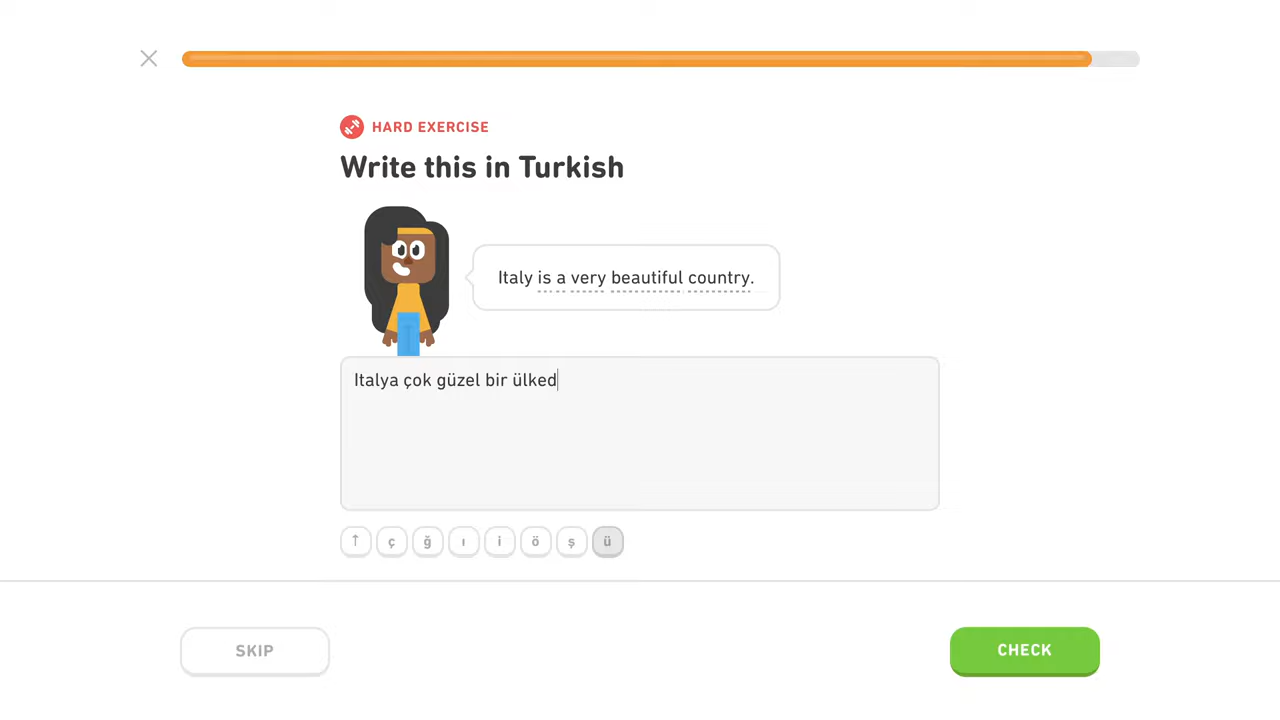 HARD EXERCISE
Write this in Turkish
Italy is a very beautiful country.
Italya çok güzel bir ülked
↑ ç ğ ı i ö ş ü
SKIP
CHECK